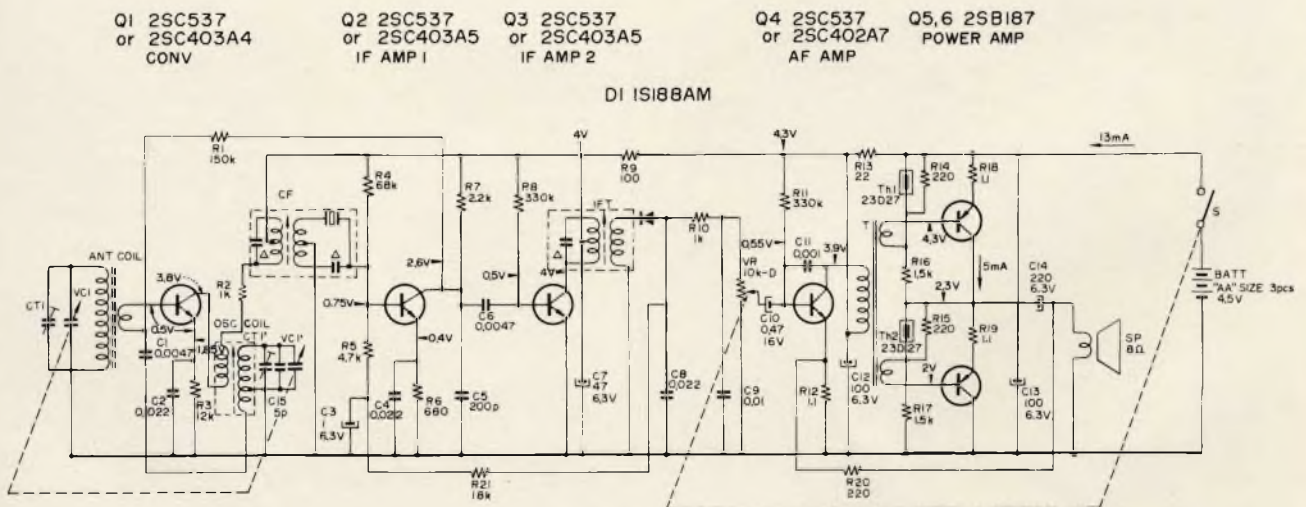 Q1 2SC537
or 2SC403A4
CONV
Q2 2SC537
or 2SC403A5
IF AMP 1
Q3 2SC537
or 2SC403A5
IF AMP 2
Q4 2SC537
or 2SC402A7
AF AMP
Q5,6 2SB187
POWER AMP
D1 1S188AM
R1
150k
R4
68k
CF
R7
2.2k
R8
330k
4V
R9
100
4.3V
R11
330k
R13
22
R14
220
R18
1.1
13mA
Th1
23D27
S
ANT COIL
CT1
VC1
3.8V
R2
1k
0.5V
C1
0.0047
1.85V
OSC COIL
CT1'
VC1'
C2
0.022
R3
12k
C15
5p
2.6V
0.75V
0.4V
R5
4.7k
C3
1
6.3V
C4
0.022
R6
680
C5
200p
C6
0.0047
0.5V
IFT
4V
C7
47
6.3V
R10
1k
VR
10k-D
C8
0.022
C9
0.01
R21
18k
0.55V
C11
0.001
3.9V
C10
0.47
16V
R12
1.1
C12
100
6.3V
T
4.3V
R16
1.5k
5mA
2.3V
Th2
23D27
R15
220
2V
R17
1.5k
R19
1.1
C14
220
6.3V
C13
100
6.3V
R20
220
SP
8Ω
BATT
"AA" SIZE 3pcs
4.5V